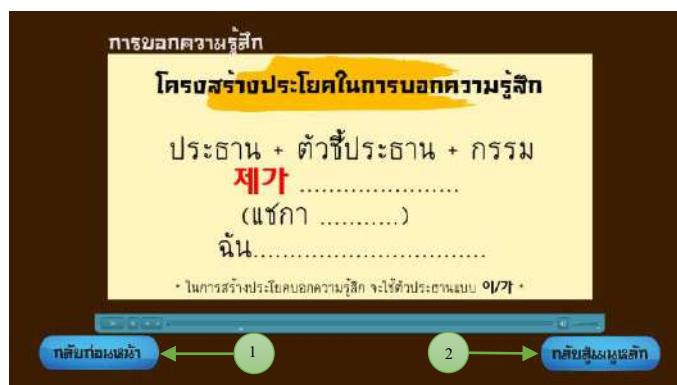 การบอกความรู้สึก
โครงสร้างประโยคในการบอกความรู้สึก
ประธาน + ตัวชี้ประธาน + กรรม
제가 ......................
(แชกา ...........)
ฉัน................................
* ในการสร้างประโยคบอกความรู้สึก จะใช้ตัวประธานแบบ 이/가 *
กลับก่อนหน้า 1 2 กลับสู่เมนูหลัก